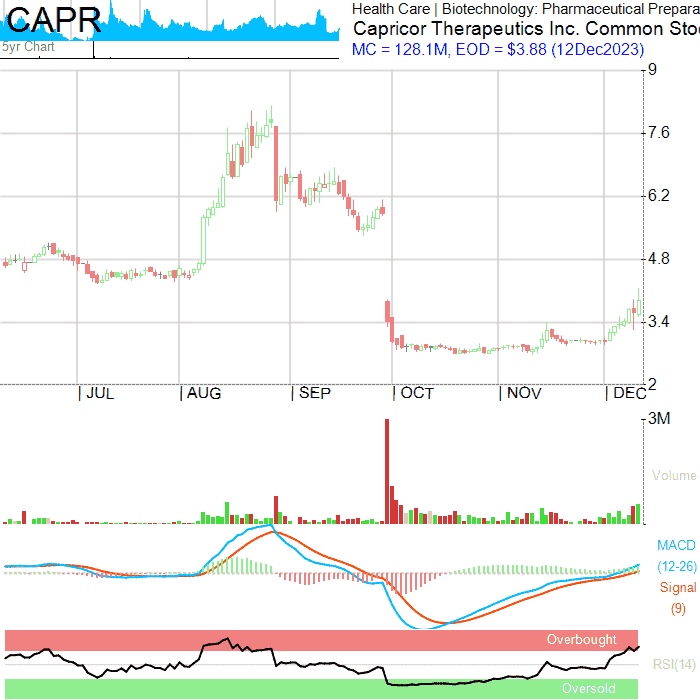 CAPR
5yr Chart
Health Care | Biotechnology: Pharmaceutical Prepara
Capricor Therapeutics Inc. Common Sto
MC = 128.1M, EOD = $3.88 (12Dec2023)
9
7.6
6.2
4.8
3.4
2
| JUL | AUG | SEP | OCT | NOV | DEC
3M
Volume
MACD
(12-26)
Signal
(9)
Overbought
RSI(14)
Oversold